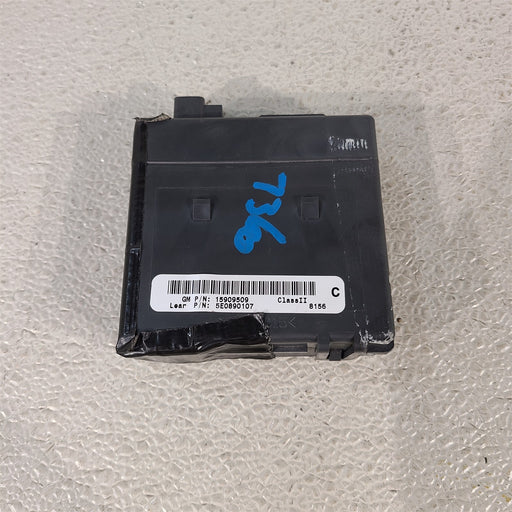 736
GM P/N: 15909509 ClassII C
Lear P/N: 5E0890107 8156